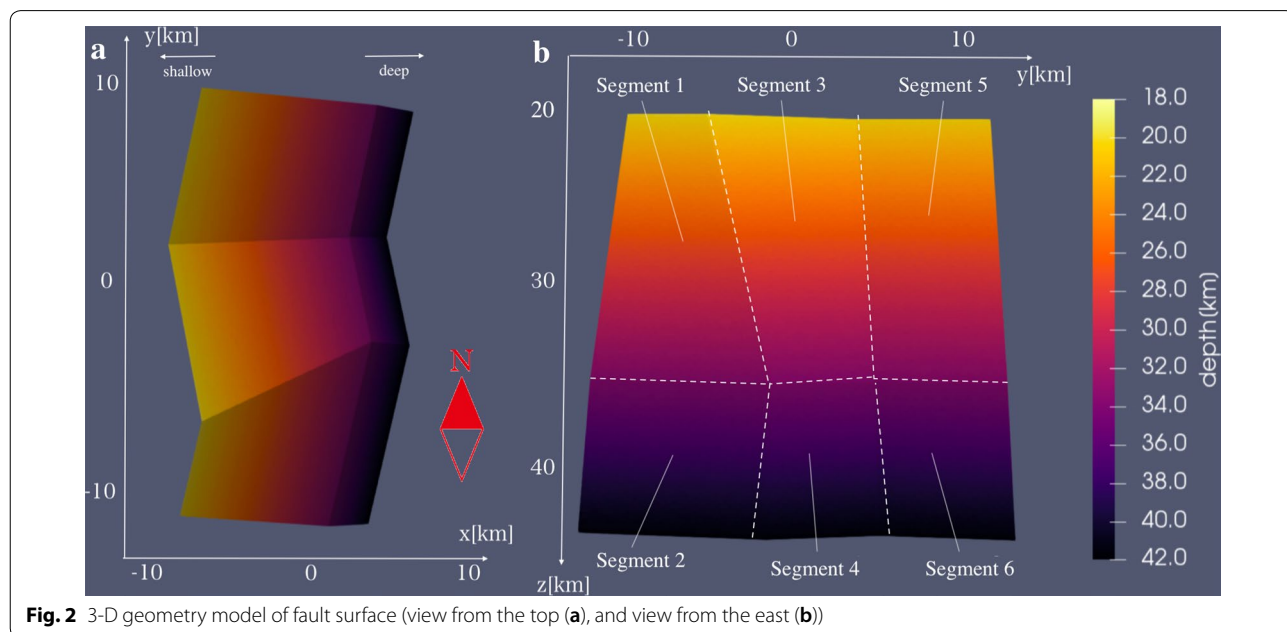 a
y[km]
shallow
deep
10
0
-10
N
x[km]
-10
0
10
b
-10
0
10
y[km]
Segment 1
Segment 3
Segment 5
20
30
40
z[km]
Segment 2
Segment 4
Segment 6
18.0
20.0
22.0
24.0
26.0
28.0
30.0
32.0
34.0
36.0
38.0
40.0
42.0
depth(km)
Fig. 2 3-D geometry model of fault surface (view from the top (a), and view from the east (b))